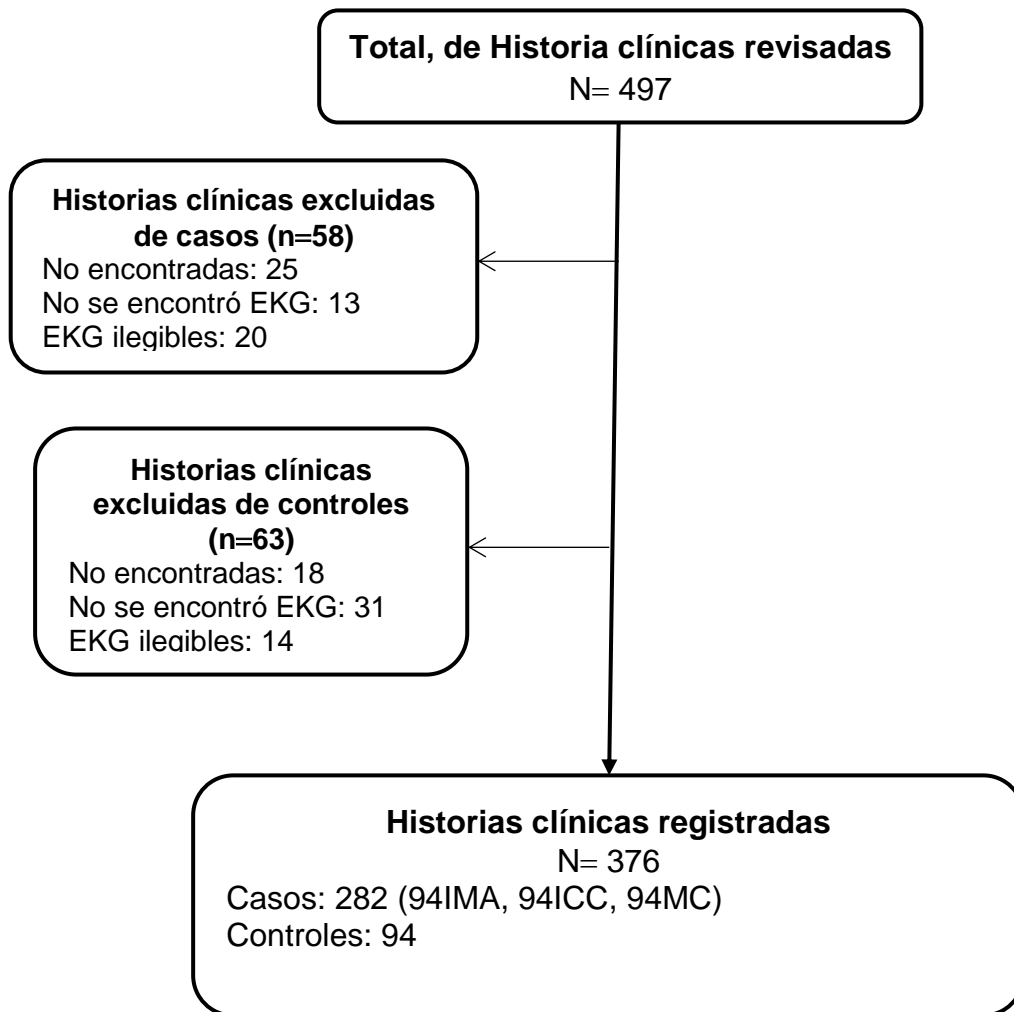 Total, de Historia clínicas revisadas
N= 497
Historias clínicas excluidas
de casos (n=58)
No encontradas: 25
No se encontró EKG: 13
EKG ilegibles: 20
Historias clínicas
excluidas de controles
(n=63)
No encontradas: 18
No se encontró EKG: 31
EKG ilegibles: 14
Historias clínicas registradas
N= 376
Casos: 282 (94IMA, 94ICC, 94MC)
Controles: 94